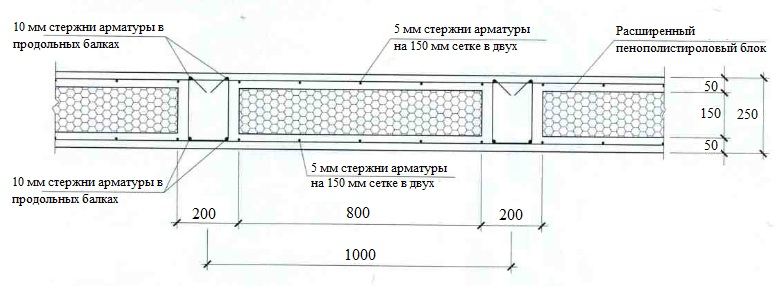 10 мм стержни арматуры в
продольных балках
5 мм стержни арматуры
на 150 мм сетке в двух
Расширенный
пенополистироловый блок
50
150
250
50
10 мм стержни арматуры в
продольных балках
5 мм стержни арматуры
на 150 мм сетке в двух
200
800
200
1000